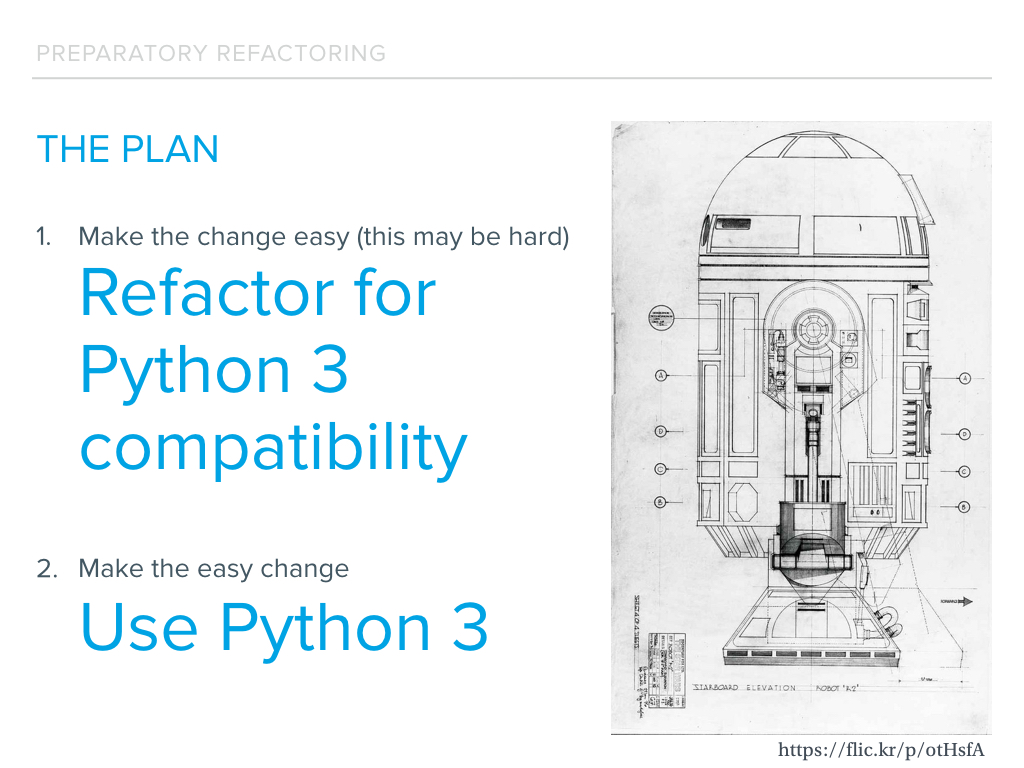 PREPARATORY REFACTORING
THE PLAN
1. Make the change easy (this may be hard)
Refactor for
Python 3
compatibility
2. Make the easy change
Use Python 3
A
D
C
B
A
D
C
B
FORWARD
STARBOARD ELEVATION ROBOT "R2"
https://flic.kr/p/otHsfA